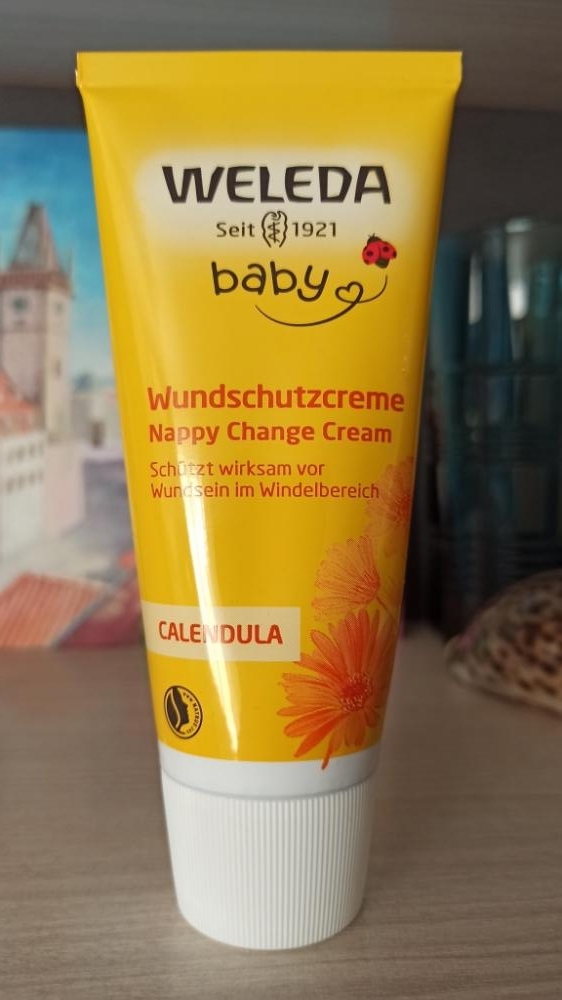 WELEDA
Seit 1921
baby
Wundschutzcreme
Nappy Change Cream
Schützt wirksam vor
Wundsein im Windelbereich
CALENDULA